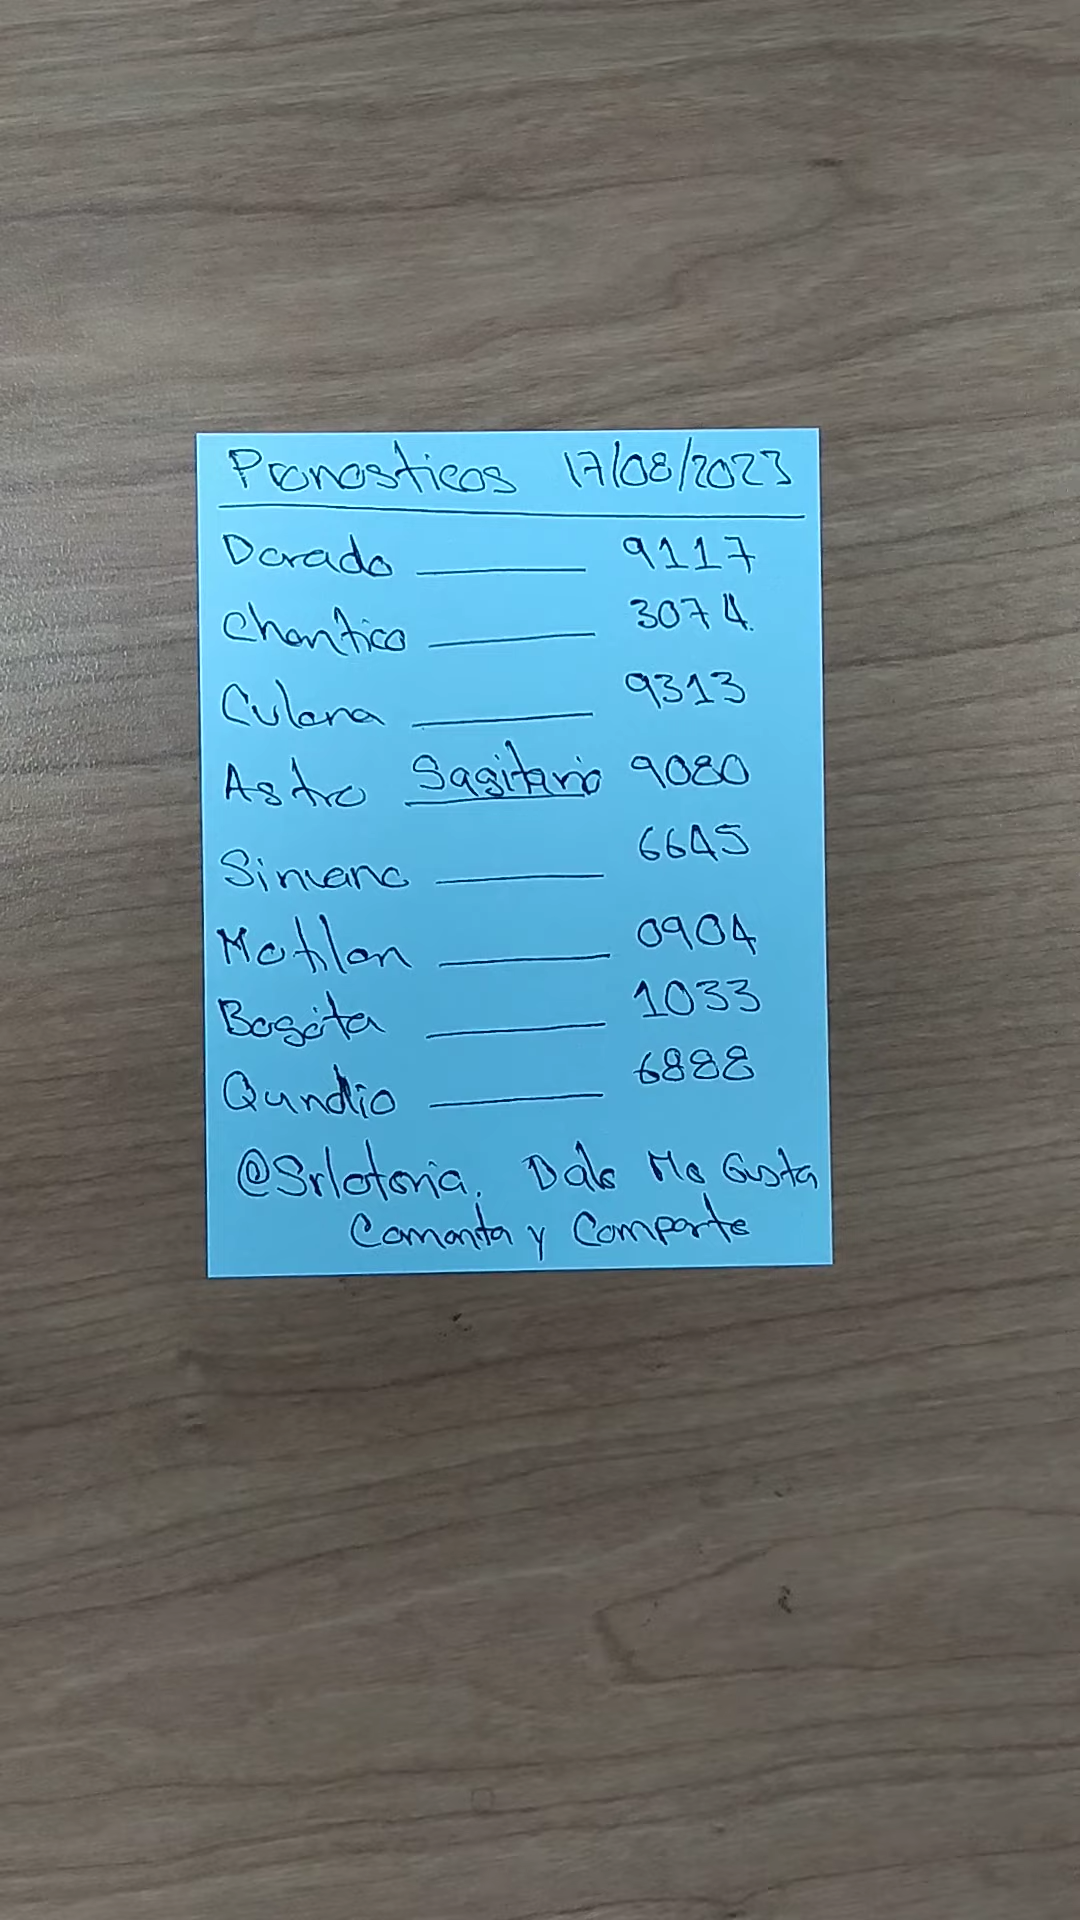 Pronosticos 17/08/2023
Dorado 9117
Chontico 3074
Culona 9313
Astro Sagitario 9080
Sinuano 6645
Motilon 0904
Bogota 1033
Qundio 6888
@Srloteria. Dale Me Gusta
Comenta y Comparte